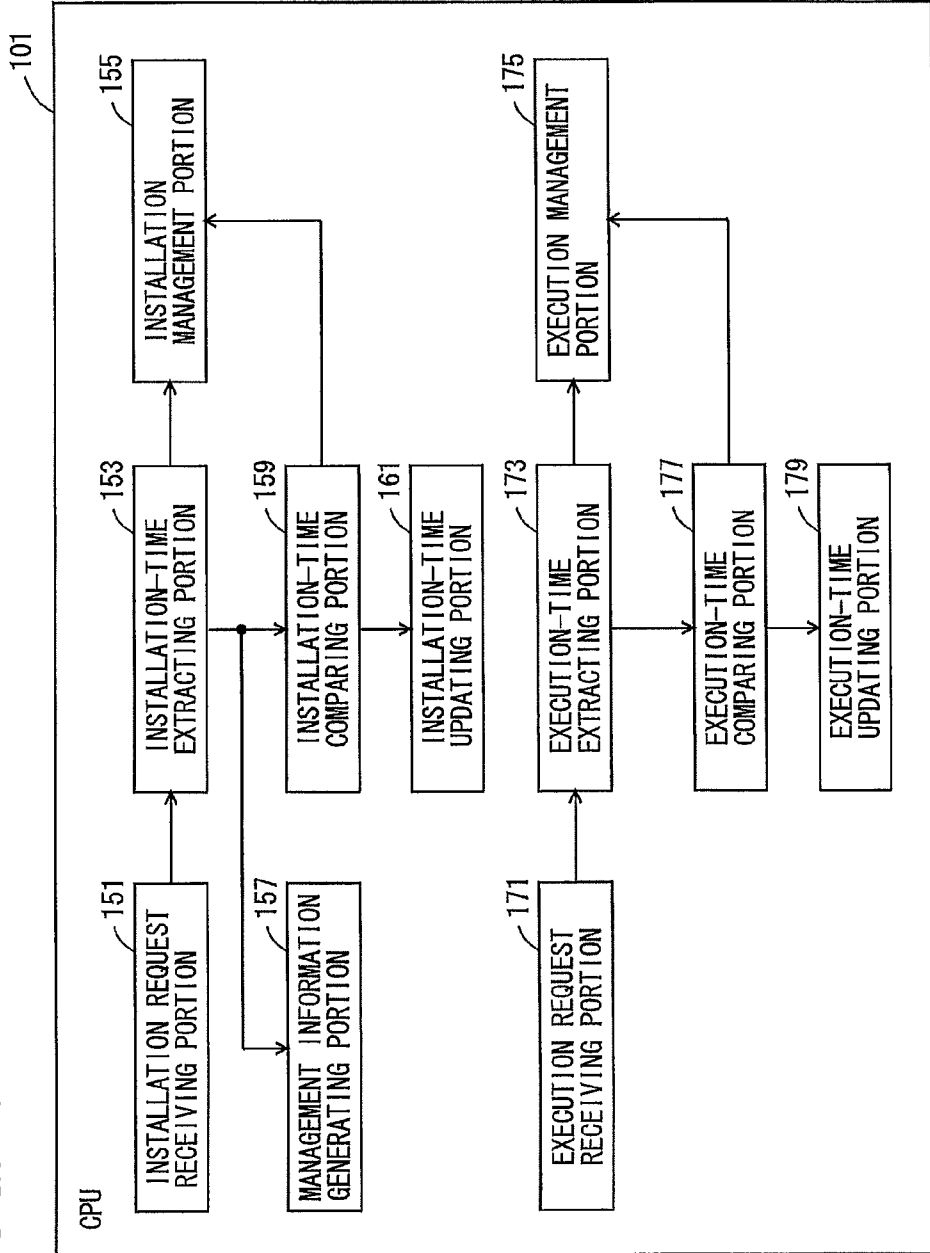 101
CPU
151
INSTALLATION REQUEST
RECEIVING PORTION
153
INSTALLATION-TIME
EXTRACTING PORTION
155
INSTALLATION
MANAGEMENT PORTION
157
MANAGEMENT INFORMATION
GENERATING PORTION
159
INSTALLATION-TIME
COMPARING PORTION
161
INSTALLATION-TIME
UPDATING PORTION
171
EXECUTION REQUEST
RECEIVING PORTION
173
EXECUTION-TIME
EXTRACTING PORTION
175
EXECUTION MANAGEMENT
PORTION
177
EXECUTION-TIME
COMPARING PORTION
179
EXECUTION-TIME
UPDATING PORTION